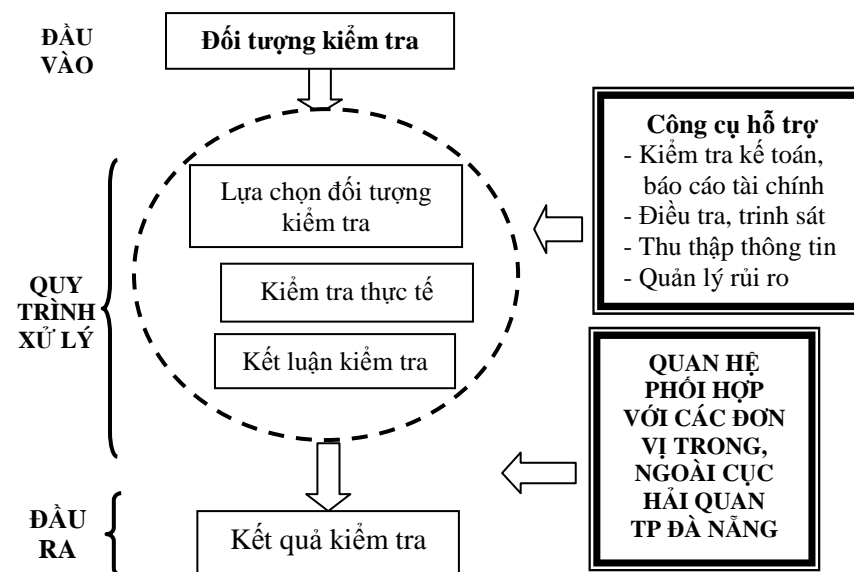 ĐẦU
VÀO
Đối tượng kiểm tra
QUY
TRÌNH
XỬ LÝ
Lựa chọn đối tượng
kiểm tra
Kiểm tra thực tế
Kết luận kiểm tra
Công cụ hỗ trợ
- Kiểm tra kế toán,
báo cáo tài chính
- Điều tra, trinh sát
- Thu thập thông tin
- Quản lý rủi ro
QUAN HỆ
PHỐI HỢP
VỚI CÁC ĐƠN
VỊ TRONG,
NGOÀI CỤC
HẢI QUAN
TP ĐÀ NẴNG
ĐẦU
RA
Kết quả kiểm tra